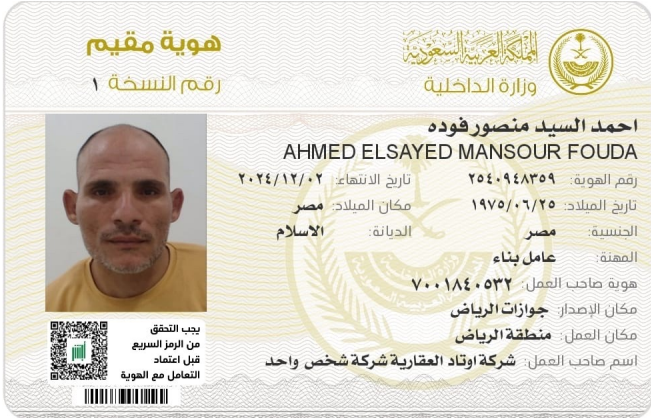 المملكة العربية السعودية
وزارة الداخلية
هوية مقيم
رقم النسخة ١
احمد السيد منصور فوده
AHMED ELSAYED MANSOUR FOUDA
رقم الهوية: ٢٥٤٠٩٤٨٣٥٩ تاريخ الانتهاء: ٢٠٢٤/١٢/٠٢
تاريخ الميلاد: ١٩٧٥/٠٦/٢٥ مكان الميلاد: مصر
الجنسية: مصر الديانة: الاسلام
المهنة: عامل بناء
هوية صاحب العمل: ٧٠٠١٨٤٠٥٣٢
مكان الإصدار: جوازات الرياض
مكان العمل: منطقة الرياض
اسم صاحب العمل: شركة اوتاد العقارية شركة شخص واحد
يجب التحقق
من الرمز السريع
قبل اعتماد
التعامل مع الهوية